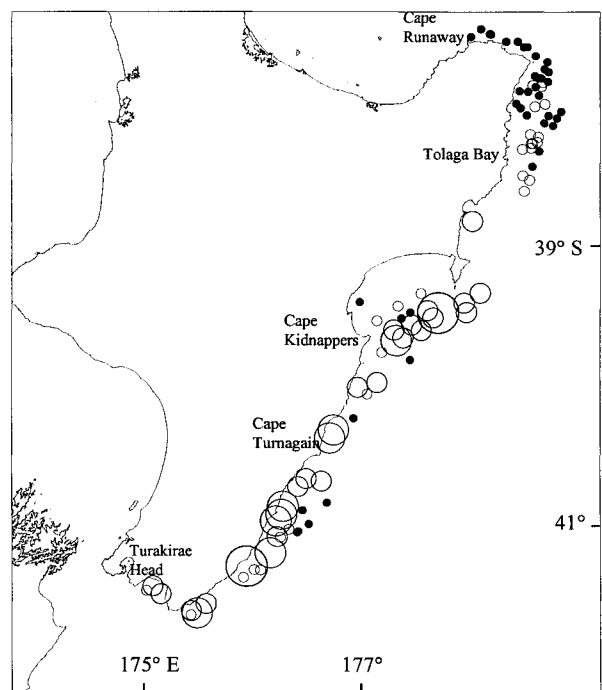 Cape
Runaway
Tolaga Bay
39° S
Cape
Kidnappers
Cape
Turnagain
41°
Turakirae
Head
175° E
177°